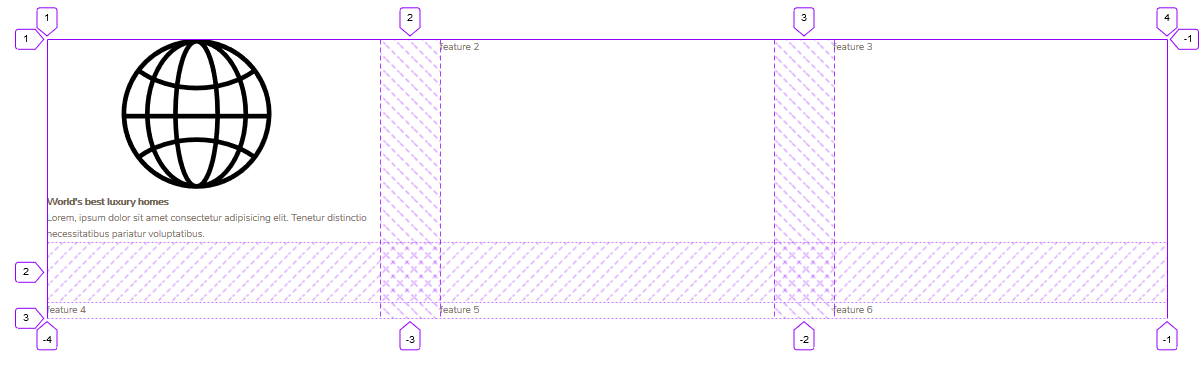 1 2 3 4
1 -1
feature 2 feature 3
World's best luxury homes
Lorem, ipsum dolor sit amet consectetur adipisicing elit. Tenetur distinctio
necessitatibus pariatur voluptatibus.
2
feature 4 feature 5 feature 6
3
-4 -3 -2 -1